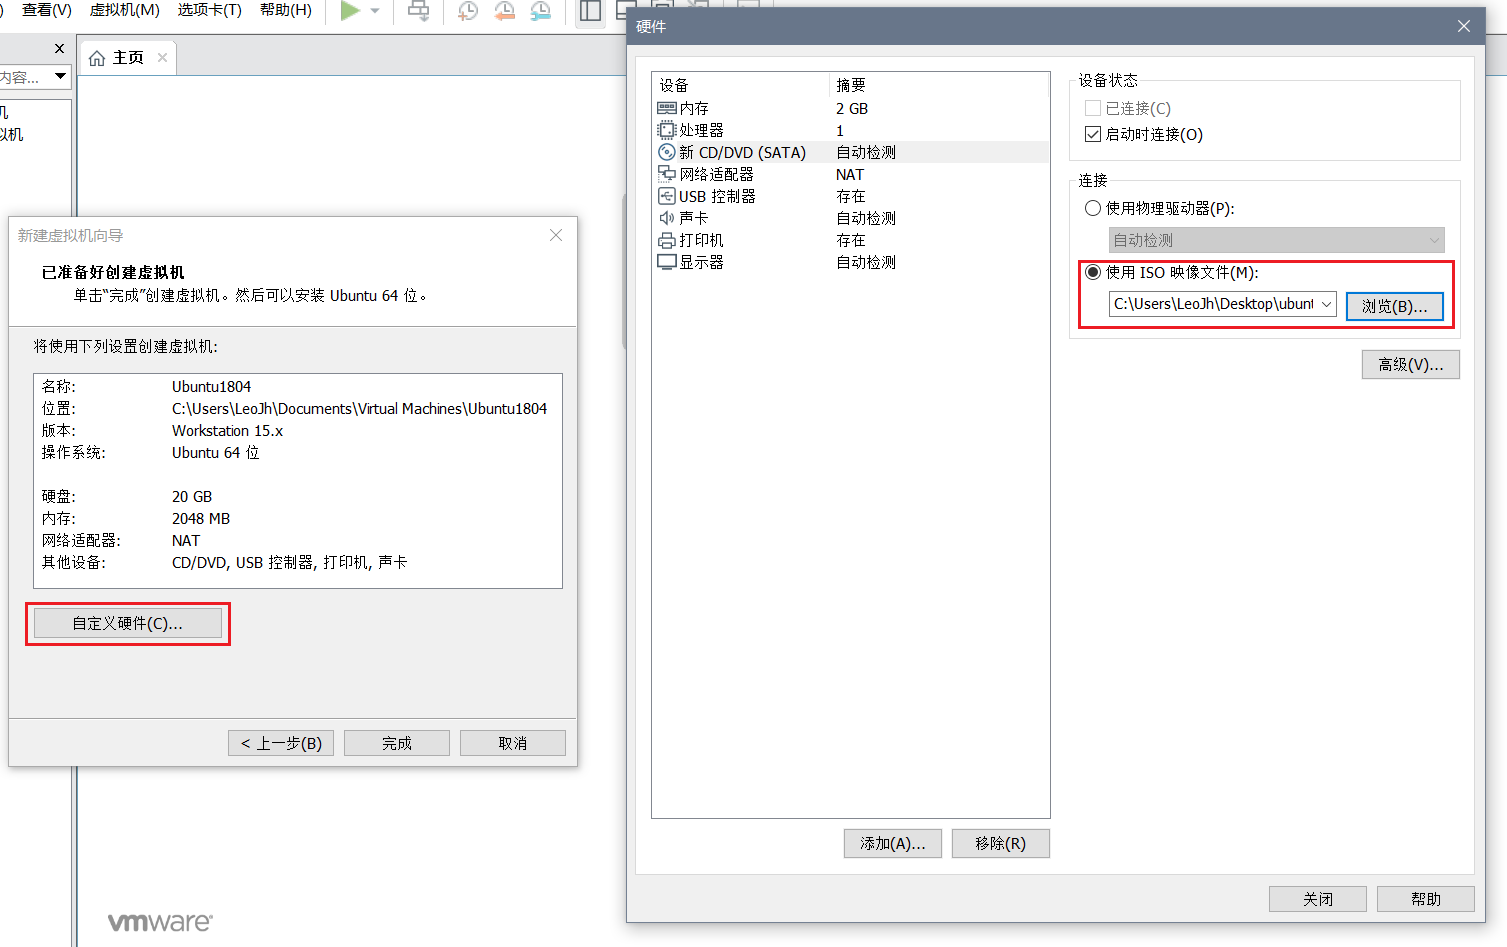 ) 查看(V) 虚拟机(M) 选项卡(T) 帮助(H)
主页
内容...
机
以机
新建虚拟机向导
已准备好创建虚拟机
单击“完成”创建虚拟机。然后可以安装 Ubuntu 64 位。
将使用下列设置创建虚拟机:
名称: Ubuntu1804
位置: C:\Users\LeoJh\Documents\Virtual Machines\Ubuntu1804
版本: Workstation 15.x
操作系统: Ubuntu 64 位
硬盘: 20 GB
内存: 2048 MB
网络适配器: NAT
其他设备: CD/DVD, USB 控制器, 打印机, 声卡
自定义硬件(C)...
< 上一步(B) 完成 取消
vmware
硬件
设备 摘要
内存 2 GB
处理器 1
新 CD/DVD (SATA) 自动检测
网络适配器 NAT
USB 控制器 存在
声卡 自动检测
打印机 存在
显示器 自动检测
添加(A)... 移除(R)
设备状态
已连接(C)
启动时连接(O)
连接
使用物理驱动器(P):
自动检测
使用 ISO 映像文件(M):
C:\Users\LeoJh\Desktop\ubunt 浏览(B)...
高级(V)...
关闭 帮助